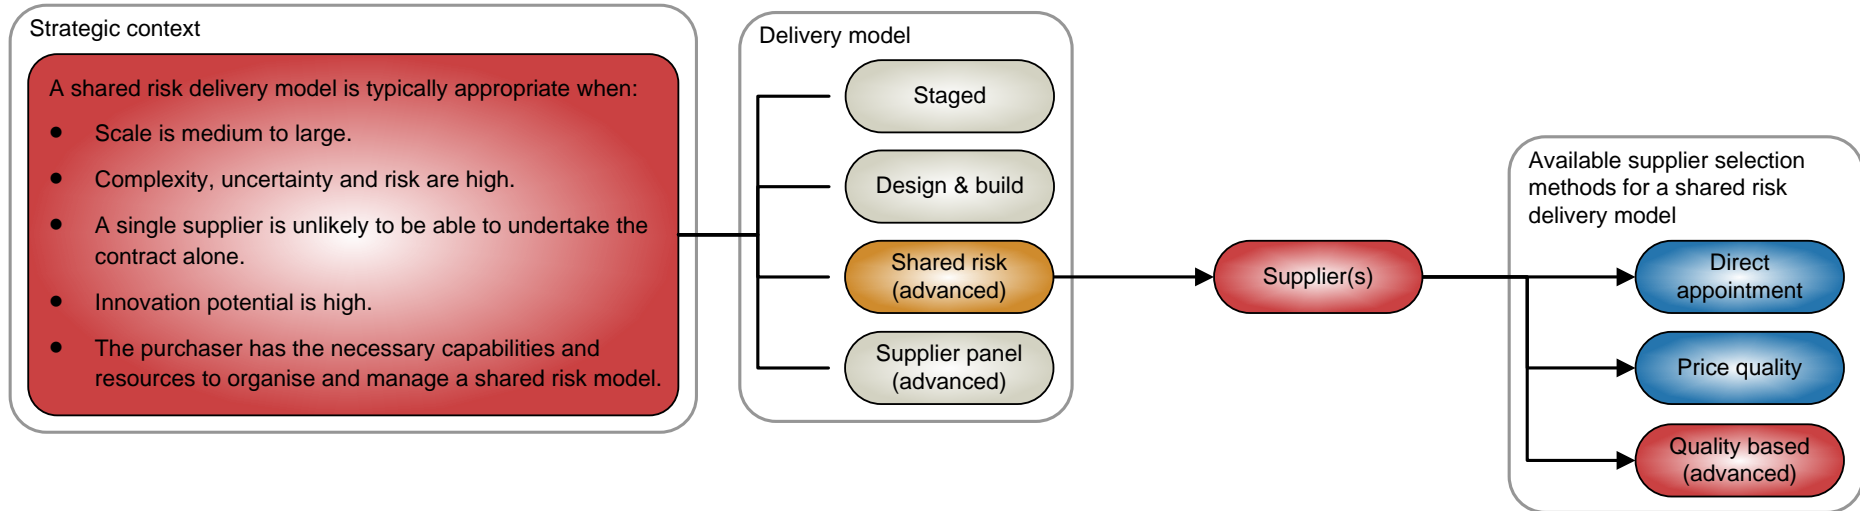 Strategic context
A shared risk delivery model is typically appropriate when:
● Scale is medium to large.
● Complexity, uncertainty and risk are high.
● A single supplier is unlikely to be able to undertake the
contract alone.
● Innovation potential is high.
● The purchaser has the necessary capabilities and
resources to organise and manage a shared risk model.
Delivery model
Staged
Design & build
Shared risk
(advanced)
Supplier panel
(advanced)
Supplier(s)
Available supplier selection
methods for a shared risk
delivery model
Direct
appointment
Price quality
Quality based
(advanced)